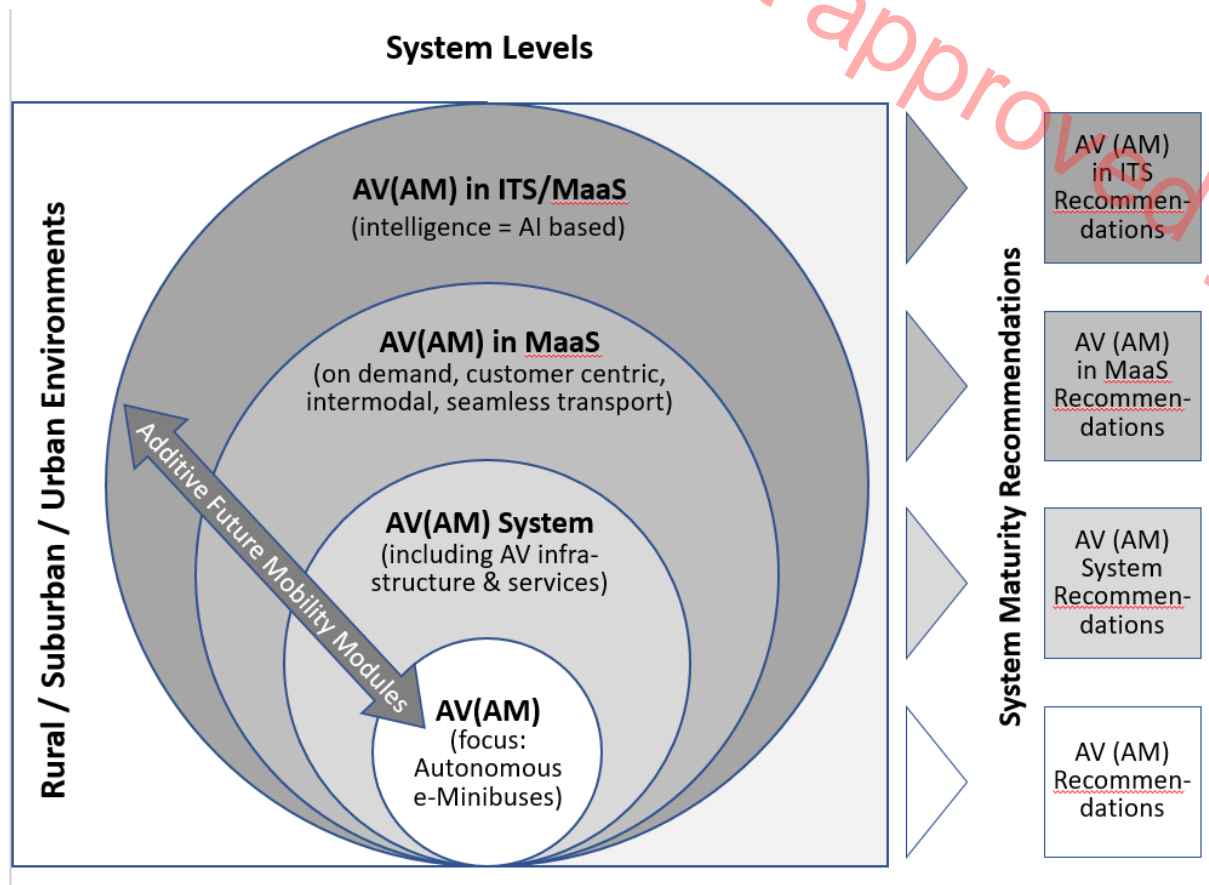 System Levels
Rural / Suburban / Urban Environments
AV(AM) in ITS/MaaS
(intelligence = AI based)
AV(AM) in MaaS
(on demand, customer centric,
intermodal, seamless transport)
Additive Future Mobility Modules
AV(AM) System
(including AV infra-
structure & services)
AV(AM)
(focus:
Autonomous
e-Minibuses)
System Maturity Recommendations
AV (AM)
in ITS
Recommen-
dations
AV (AM)
in MaaS
Recommen-
dations
AV (AM)
System
Recommen-
dations
AV (AM)
Recommen-
dations
approved